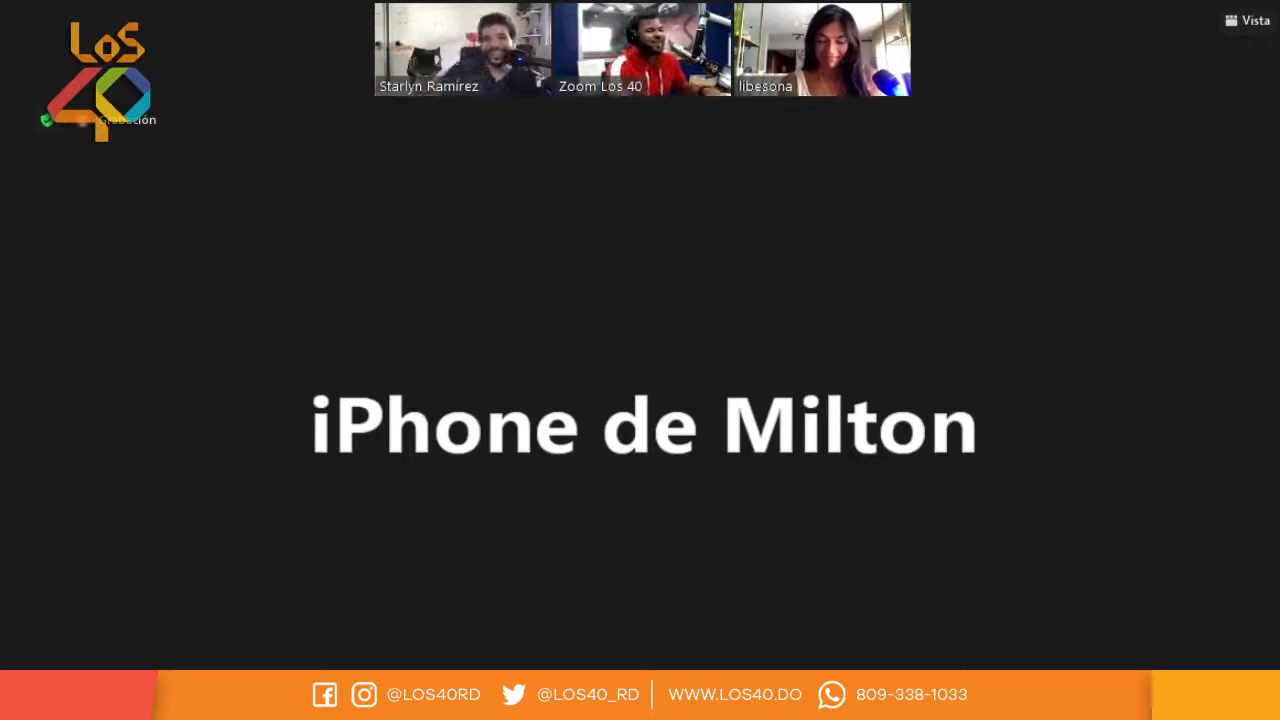 LOS
40
Grabación
Starlyn Ramírez
Zoom Los 40
libesona
Vista
iPhone de Milton
@LOS40RD
@LOS40_RD
WWW.LOS40.DO
809-338-1033